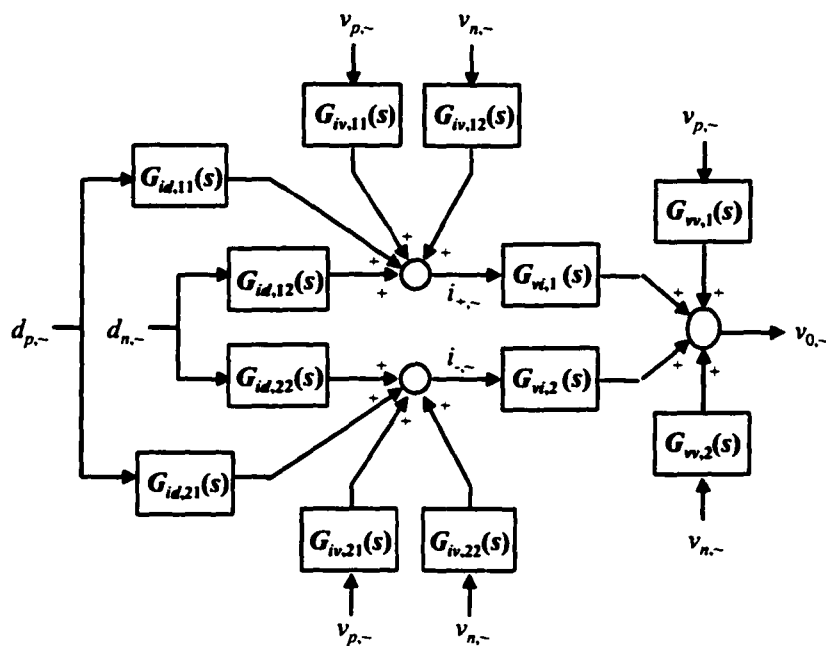 v_{p,~} v_{n,~}
G_{iv,11}(s) G_{iv,12}(s)
v_{p,~}
G_{id,11}(s)
G_{vv,1}(s)
+ +
+ + + +
G_{id,12}(s) G_{vi,1}(s)
+ i_{+,~}
d_{p,~} d_{n,~} v_{0,~}
i_{-,~}
G_{id,22}(s) + G_{vi,2}(s) + +
+ + +
G_{id,21}(s) G_{vv,2}(s)
G_{iv,21}(s) G_{iv,22}(s)
v_{n,~}
v_{p,~} v_{n,~}